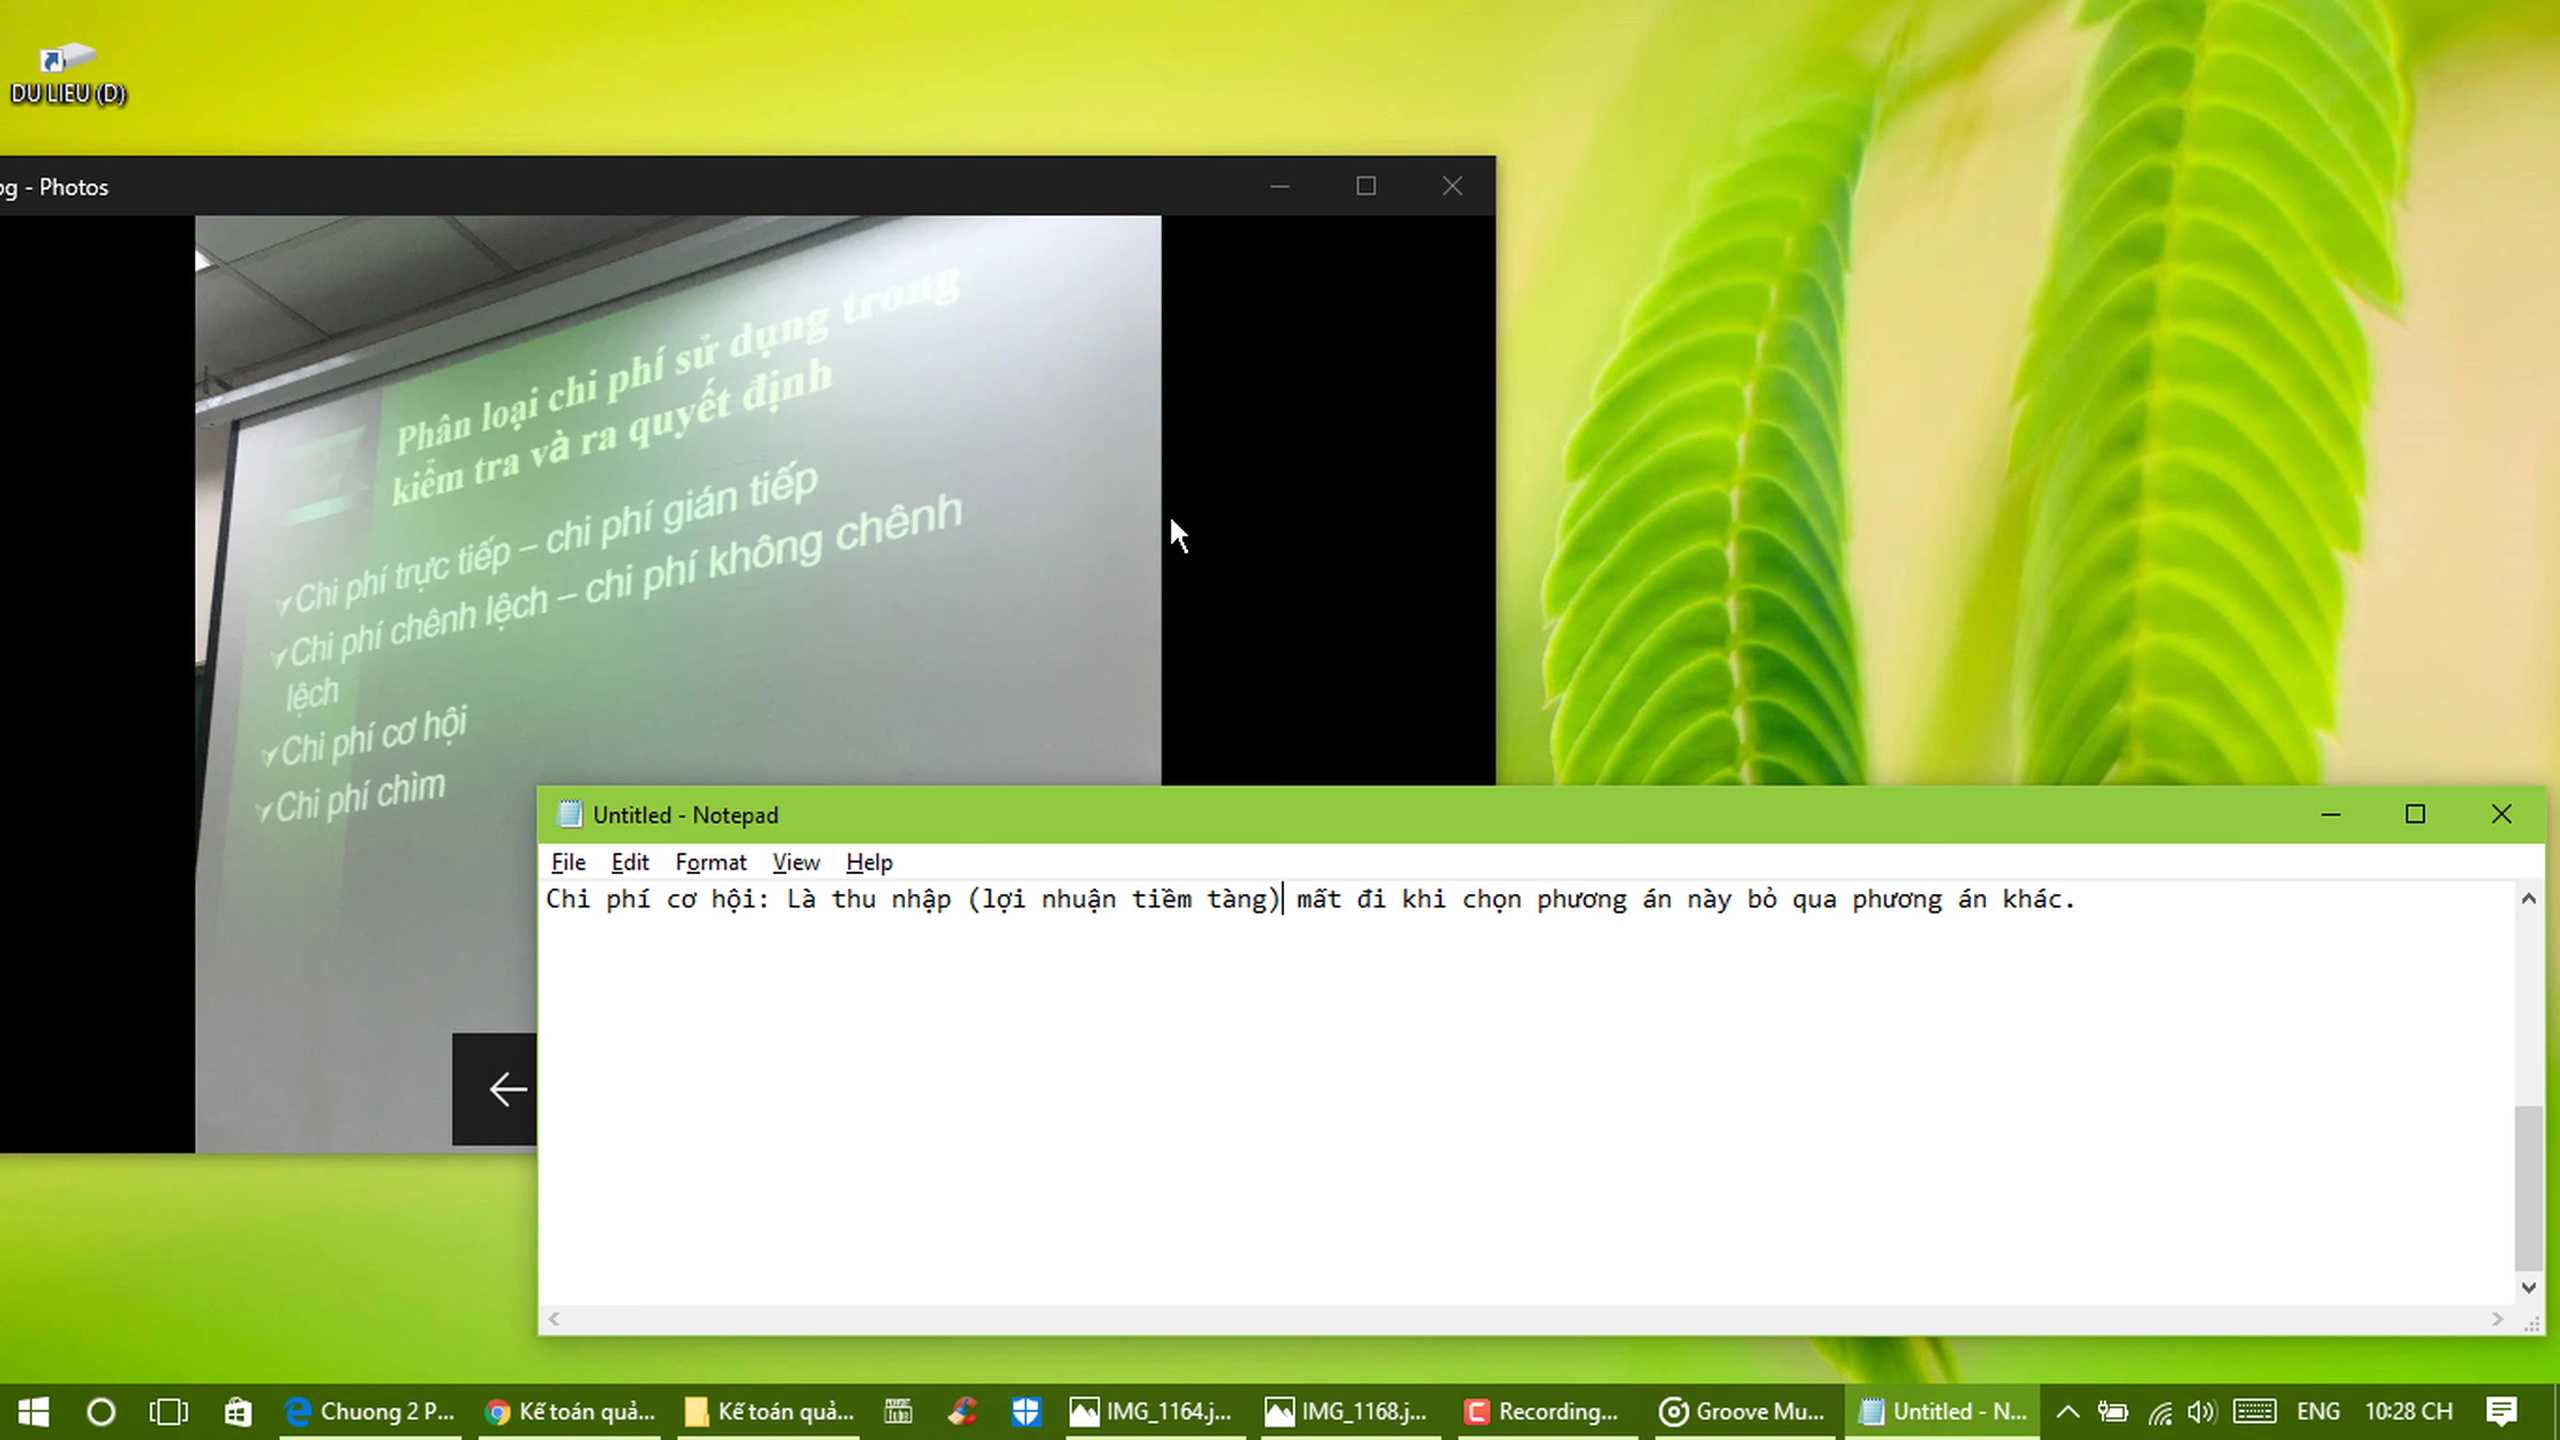 DU LIEU (D)
og - Photos
Phân loại chi phí sử dụng trong
kiểm tra và ra quyết định
Chi phí trực tiếp – chi phí gián tiếp
Chi phí chênh lệch – chi phí không chênh
lệch
Chi phí cơ hội
Chi phí chìm
Untitled - Notepad
File Edit Format View Help
Chi phí cơ hội: Là thu nhập (lợi nhuận tiềm tàng) mất đi khi chọn phương án này bỏ qua phương án khác.
Chuong 2 P... Kế toán quả... Kế toán quả... IMG_1164.j... IMG_1168.j... Recording... Groove Mu... Untitled - N... ENG 10:28 CH